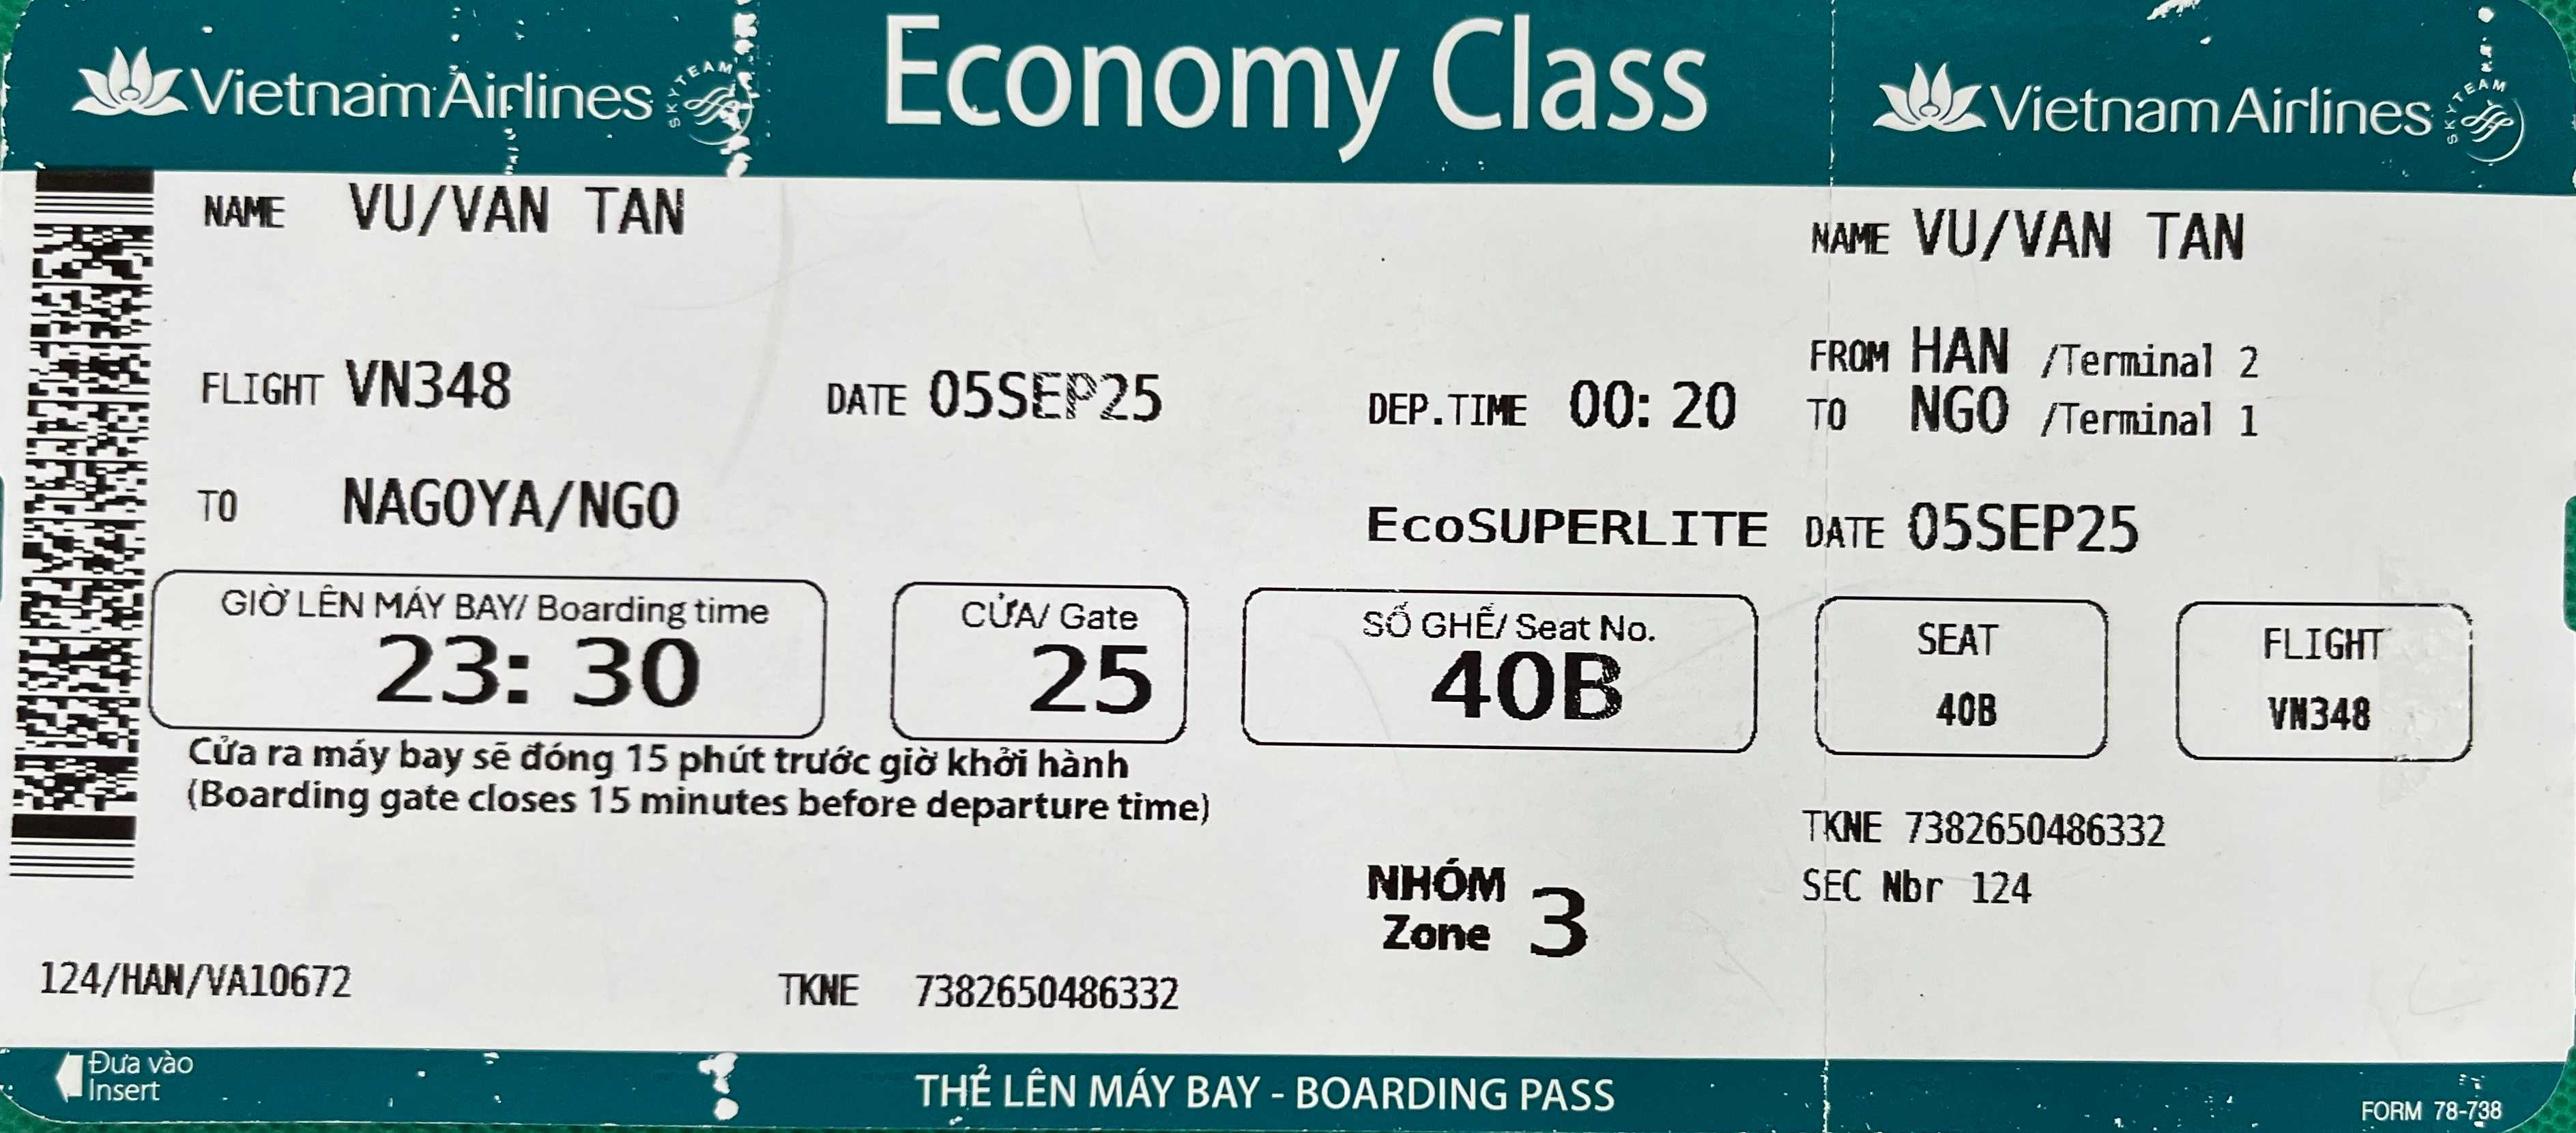 Vietnam Airlines SKYTEAM Economy Class Vietnam Airlines SKYTEAM
NAME VU/VAN TAN
FLIGHT VN348 DATE 05SEP25 DEP.TIME 00: 20
TO NAGOYA/NGO
EcoSUPERLITE
GIỜ LÊN MÁY BAY/ Boarding time
23: 30
CỬA/ Gate
25
SỐ GHẾ/ Seat No.
40B
Cửa ra máy bay sẽ đóng 15 phút trước giờ khởi hành
(Boarding gate closes 15 minutes before departure time)
NHÓM
Zone 3
124/HAN/VA10672 TKNE 7382650486332
NAME VU/VAN TAN
FROM HAN /Terminal 2
TO NGO /Terminal 1
DATE 05SEP25
SEAT
40B
FLIGHT
VN348
TKNE 7382650486332
SEC Nbr 124
Đưa vào
Insert
THẺ LÊN MÁY BAY - BOARDING PASS
FORM 78-738